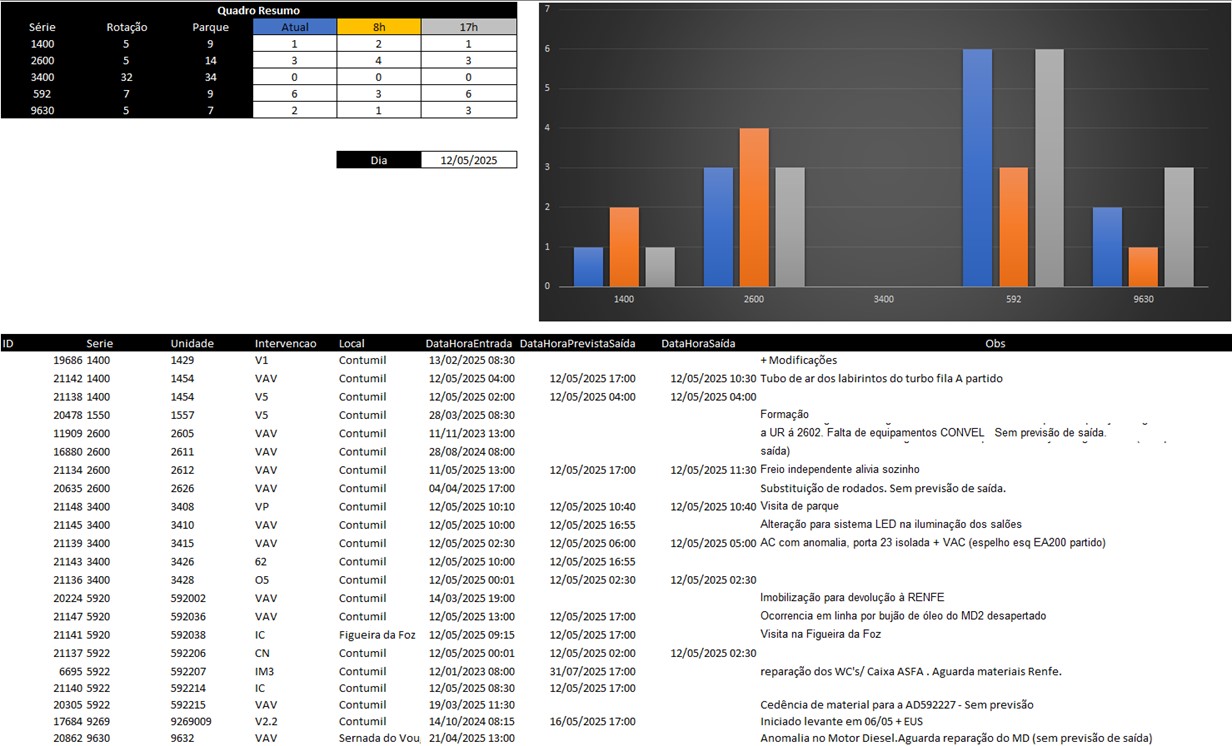 Quadro Resumo
Série Rotação Parque Atual 8h 17h
1400 5 9 1 2 1
2600 5 14 3 4 3
3400 32 34 0 0 0
592 7 9 6 3 6
9630 5 7 2 1 3
Dia 12/05/2025
7
6
5
4
3
2
1
0
1400 2600 3400 592 9630
ID Serie Unidade Intervencao Local DataHoraEntrada DataHoraPrevistaSaída DataHoraSaída Obs
19686 1400 1429 V1 Contumil 13/02/2025 08:30 + Modificações
21142 1400 1454 VAV Contumil 12/05/2025 04:00 12/05/2025 17:00 12/05/2025 10:30 Tubo de ar dos labirintos do turbo fila A partido
21138 1400 1454 V5 Contumil 12/05/2025 02:00 12/05/2025 04:00 12/05/2025 04:00
20478 1550 1557 V5 Contumil 28/03/2025 08:30 Formação
11909 2600 2605 VAV Contumil 11/11/2023 13:00 a UR á 2602. Falta de equipamentos CONVEL Sem previsão de saída.
16880 2600 2611 VAV Contumil 28/08/2024 08:00 saída)
21134 2600 2612 VAV Contumil 11/05/2025 13:00 12/05/2025 17:00 12/05/2025 11:30 Freio independente alivia sozinho
20635 2600 2626 VAV Contumil 04/04/2025 17:00 Substituição de rodados. Sem previsão de saída.
21148 3400 3408 VP Contumil 12/05/2025 10:10 12/05/2025 10:40 12/05/2025 10:40 Visita de parque
21145 3400 3410 VAV Contumil 12/05/2025 10:00 12/05/2025 16:55 Alteração para sistema LED na iluminação dos salões
21139 3400 3415 VAV Contumil 12/05/2025 02:30 12/05/2025 06:00 12/05/2025 05:00 AC com anomalia, porta 23 isolada + VAC (espelho esq EA200 partido)
21143 3400 3426 62 Contumil 12/05/2025 10:00 12/05/2025 16:55
21136 3400 3428 O5 Contumil 12/05/2025 00:01 12/05/2025 02:30 12/05/2025 02:30
20224 5920 592002 VAV Contumil 14/03/2025 19:00 Imobilização para devolução à RENFE
21147 5920 592036 VAV Contumil 12/05/2025 13:00 12/05/2025 17:00 Ocorrencia em linha por bujão de óleo do MD2 desapertado
21141 5920 592038 IC Figueira da Foz 12/05/2025 09:15 12/05/2025 17:00 Visita na Figueira da Foz
21137 5922 592206 CN Contumil 12/05/2025 00:01 12/05/2025 02:00 12/05/2025 02:30
6695 5922 592207 IM3 Contumil 12/01/2023 08:00 31/07/2025 17:00 reparação dos WC's/ Caixa ASFA . Aguarda materiais Renfe.
21140 5922 592214 IC Contumil 12/05/2025 08:30 12/05/2025 17:00
20305 5922 592215 VAV Contumil 19/03/2025 11:30 Cedência de material para a AD592227 - Sem previsão
17684 9269 9269009 V2.2 Contumil 14/10/2024 08:15 16/05/2025 17:00 Iniciado levante em 06/05 + EUS
20862 9630 9632 VAV Sernada do Vou 21/04/2025 13:00 Anomalia no Motor Diesel.Aguarda reparação do MD (sem previsão de saída)